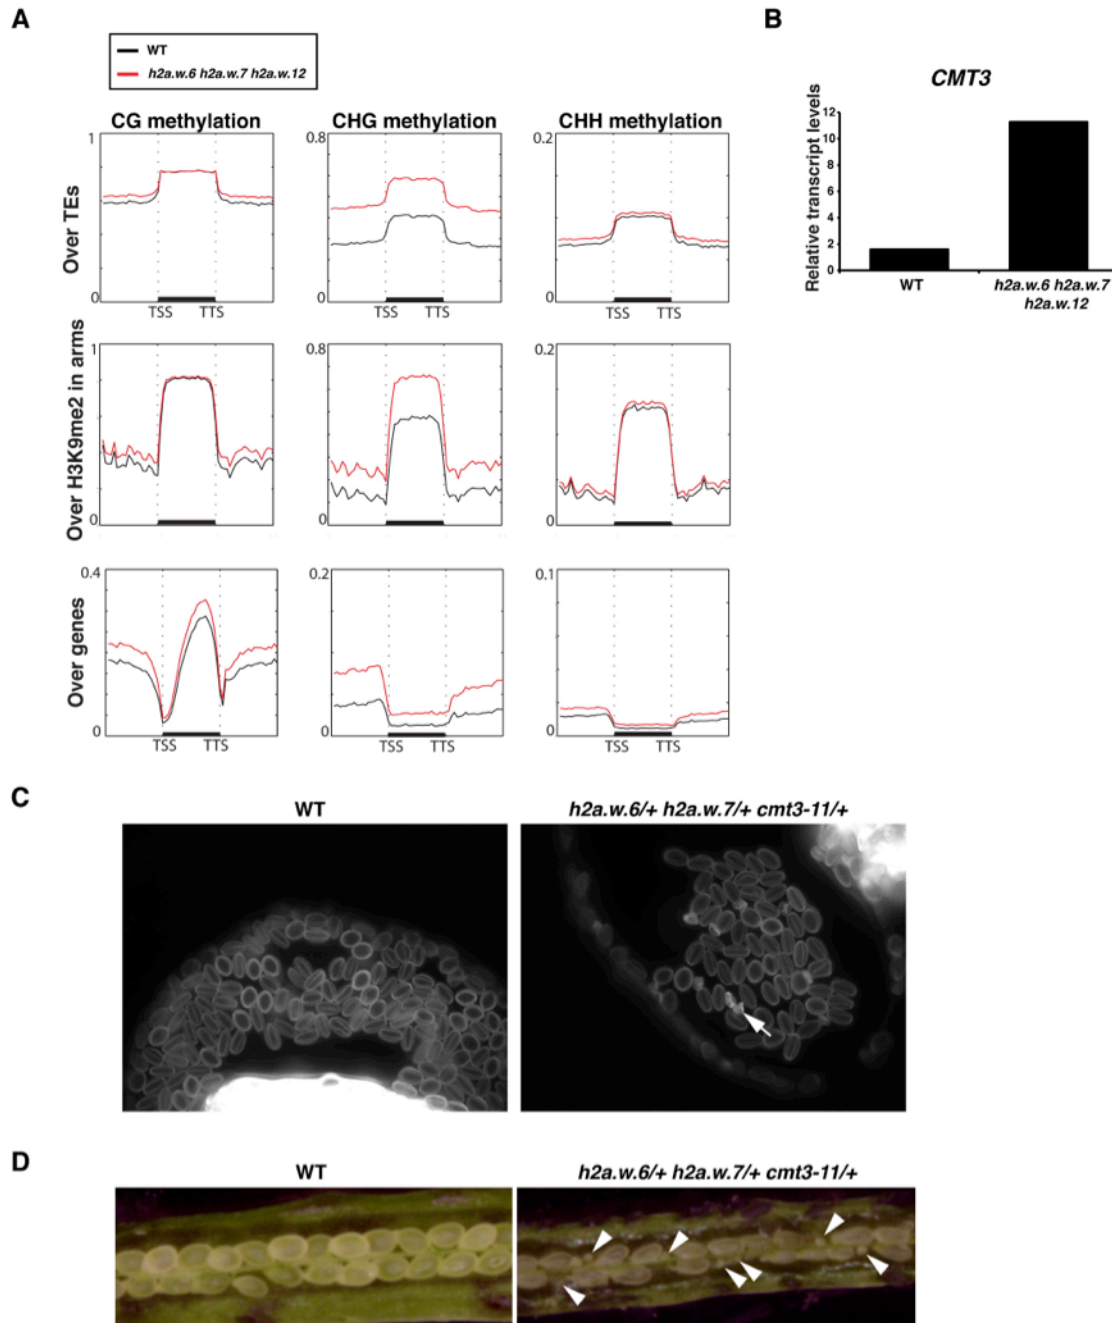 A
B
WT
h2a.w.6 h2a.w.7 h2a.w.12
CMT3
CG methylation
CHG methylation
CHH methylation
Over TEs
1
0
0.8
0
0.2
0
TSS
TTS
TSS
TTS
TSS
TTS
Relative transcript levels
12
10
8
6
4
2
0
WT
h2a.w.6 h2a.w.7
h2a.w.12
Over H3K9me2 in arms
1
0
0.8
0
0.2
0
Over genes
0.4
0
0.2
0
0.1
0
TSS
TTS
TSS
TTS
TSS
TTS
C
WT
h2a.w.6/+ h2a.w.7/+ cmt3-11/+
D
WT
h2a.w.6/+ h2a.w.7/+ cmt3-11/+